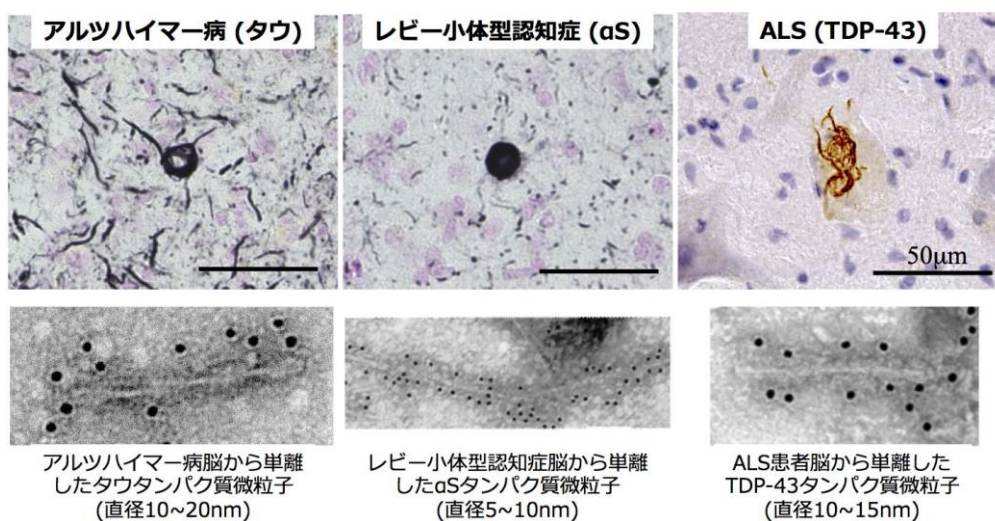 アルツハイマー病 (タウ)
レビー小体型認知症 (αS)
ALS (TDP-43)
50μm
アルツハイマー病脳から単離
したタウタンパク質微粒子
(直径10~20nm)
レビー小体型認知症脳から単離
したαSタンパク質微粒子
(直径5~10nm)
ALS患者脳から単離した
TDP-43タンパク質微粒子
(直径10~15nm)